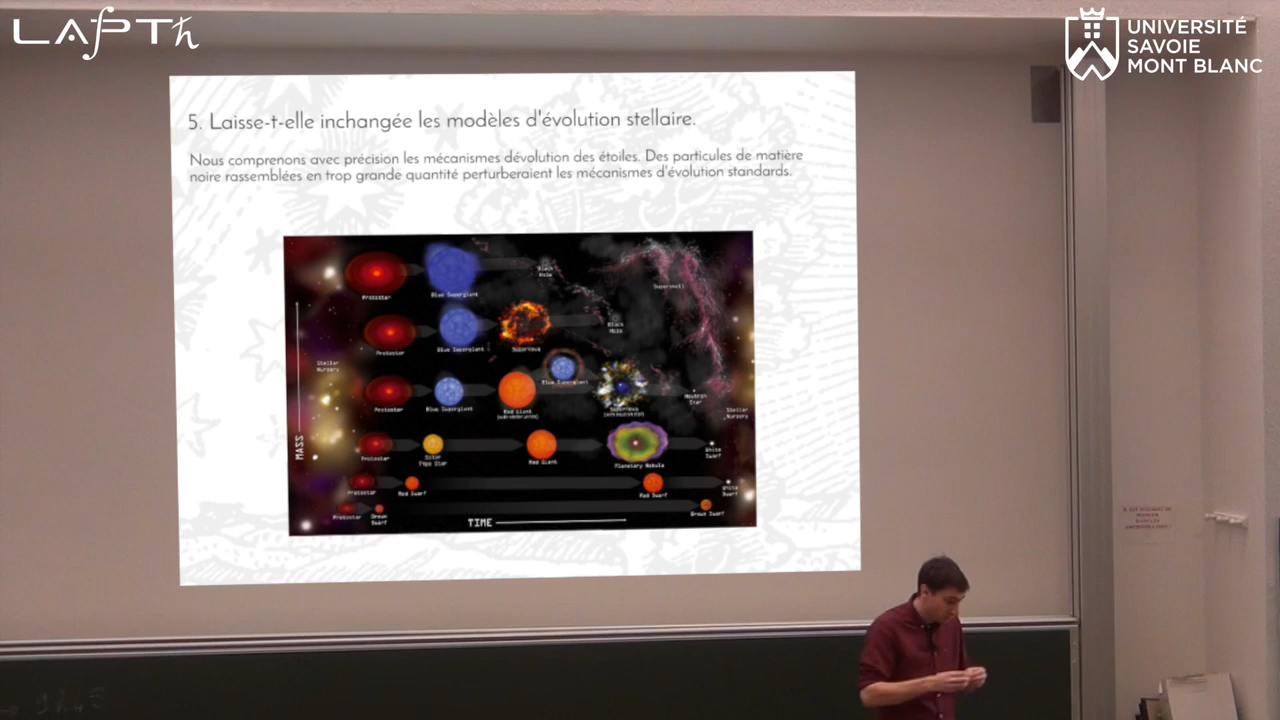 LAPTh
UNIVERSITÉ
SAVOIE
MONT BLANC
5. Laisse-t-elle inchangée les modèles d'évolution stellaire.
Nous comprenons avec précision les mécanismes dévolution des étoiles. Des particules de matière
noire rassemblées en trop grande quantité perturberaient les mécanismes d'évolution standards.
Protostar
Blue Supergiant
Black
Hole
Supershell
Protostar
Blue Supergiant
Supernova
Black
Hole
Stellar
Nursery
Protostar
Blue Supergiant
Red Giant
Blue Supergiant
Supernova
Neutron
Star
Stellar
Nursery
MASS
Protostar
Solar
Type Star
Red Giant
Planetary Nebula
White
Dwarf
Protostar
Red Dwarf
Red Dwarf
White
Dwarf
Protostar
Brown
Dwarf
Brown Dwarf
TIME